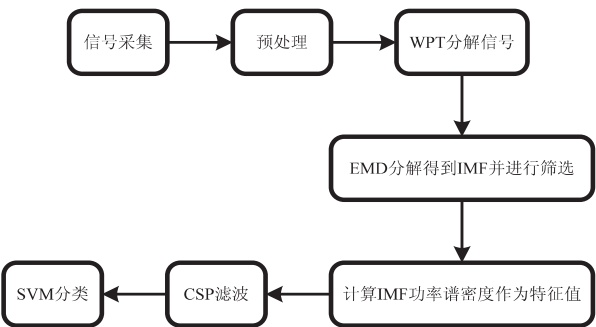 信号采集
预处理
WPT分解信号
EMD分解得到IMF并进行筛选
计算IMF功率谱密度作为特征值
CSP滤波
SVM分类